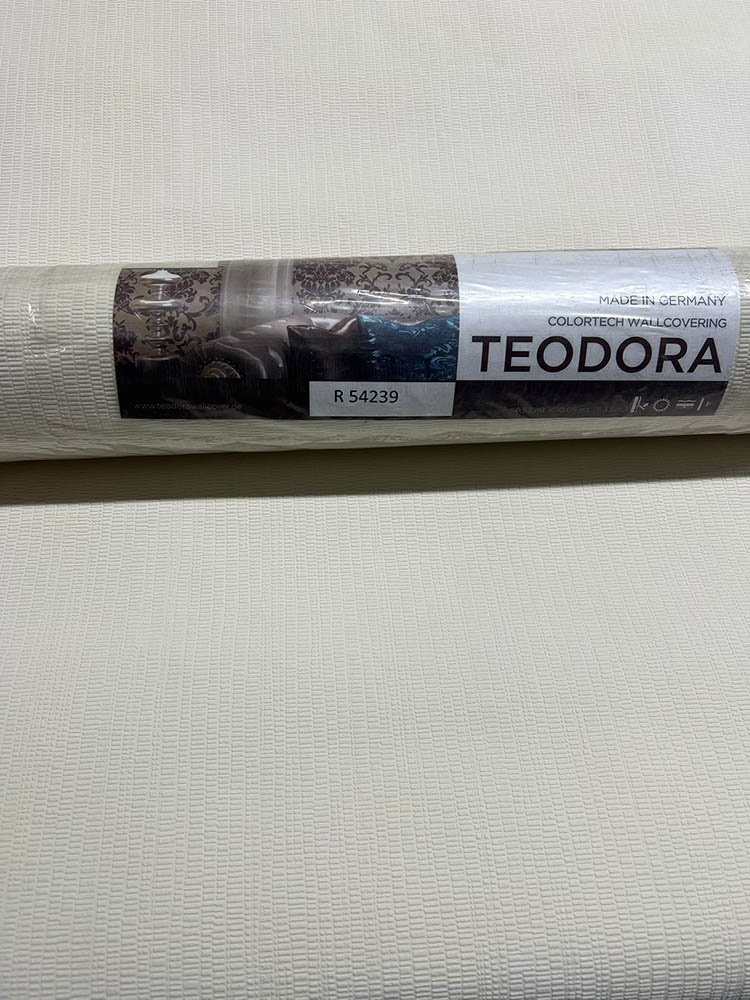 MADE IN GERMANY
COLORTECH WALLCOVERING
TEODORA
R 54239
www.teodorawallcover.de